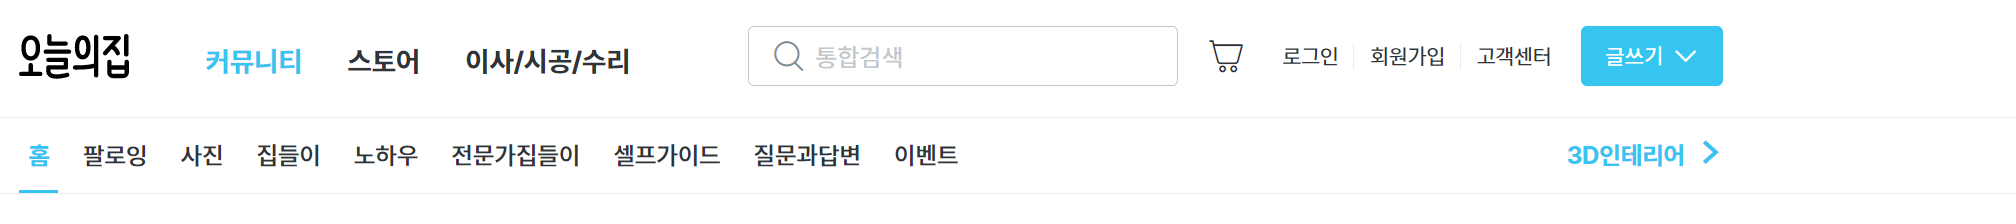 오늘의집 커뮤니티 스토어 이사/시공/수리 통합검색 로그인 회원가입 고객센터 글쓰기
홈 팔로잉 사진 집들이 노하우 전문가집들이 셀프가이드 질문과답변 이벤트 3D인테리어